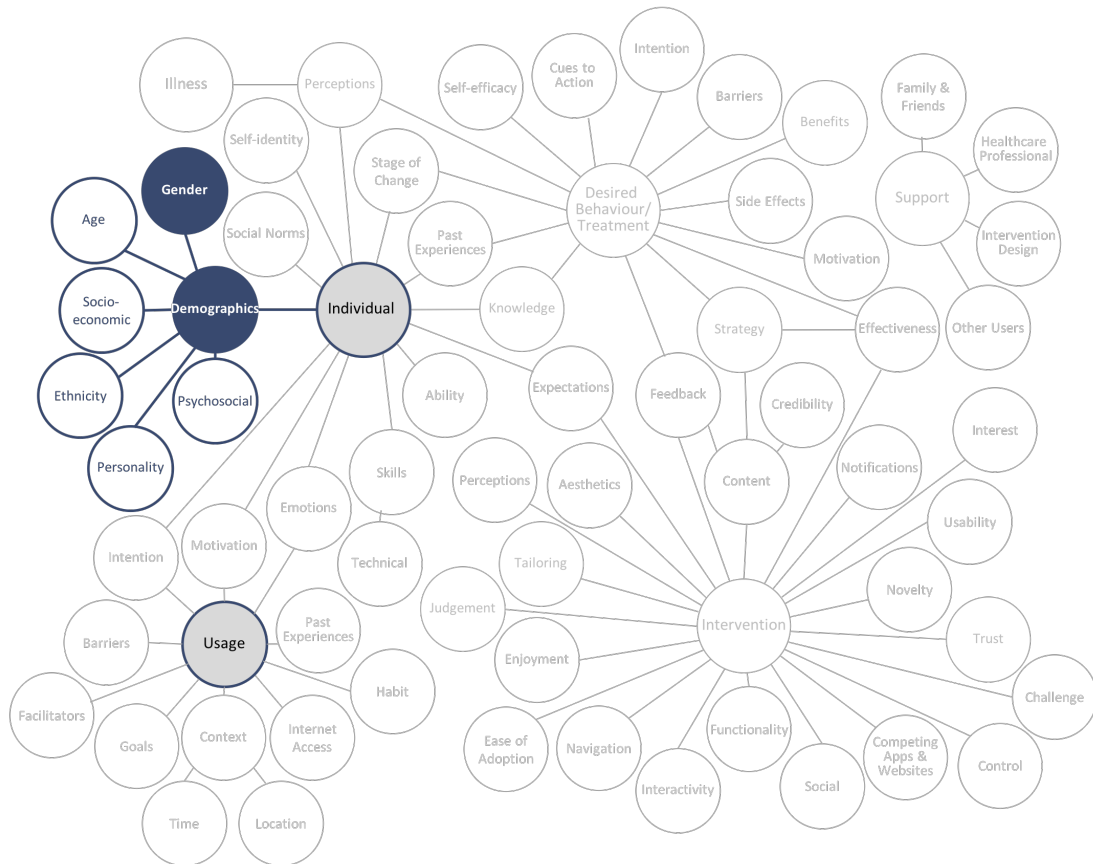 Intention
Cues to
Action
Self-efficacy
Barriers
Family &
Friends
Illness
Perceptions
Benefits
Self-identity
Healthcare
Professional
Stage of
Change
Gender
Desired
Behaviour/
Treatment
Side Effects
Support
Age
Social Norms
Past
Experiences
Intervention
Design
Motivation
Socio-
economic
Demographics
Individual
Knowledge
Strategy
Effectiveness
Other Users
Ethnicity
Psychosocial
Ability
Expectations
Feedback
Credibility
Interest
Personality
Skills
Perceptions
Aesthetics
Content
Notifications
Emotions
Usability
Intention
Motivation
Technical
Tailoring
Novelty
Judgement
Intervention
Barriers
Usage
Past
Experiences
Trust
Enjoyment
Habit
Challenge
Facilitators
Goals
Context
Internet
Access
Ease of
Adoption
Navigation
Functionality
Competing
Apps &
Websites
Control
Interactivity
Social
Time
Location